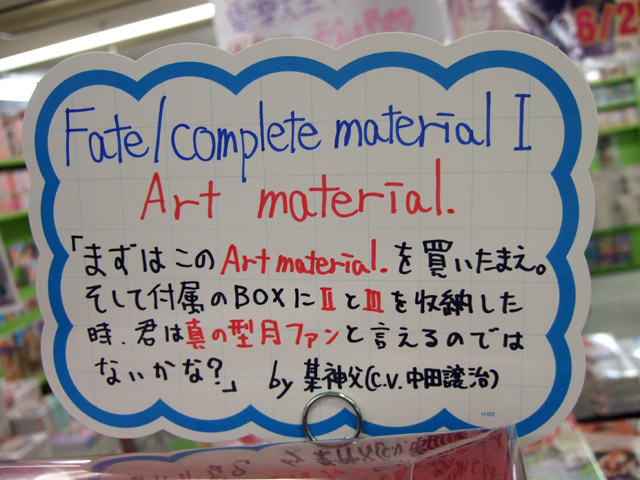 Fate/complete material I
Art material.
「まずはこのArt material.を買いたまえ。
そして付属のBOXにⅡとⅢを収納した
時、君は真の型月ファンと言えるのでは
ないかな?」 by 某神父(C.V.中田譲治)
H-322
6/2